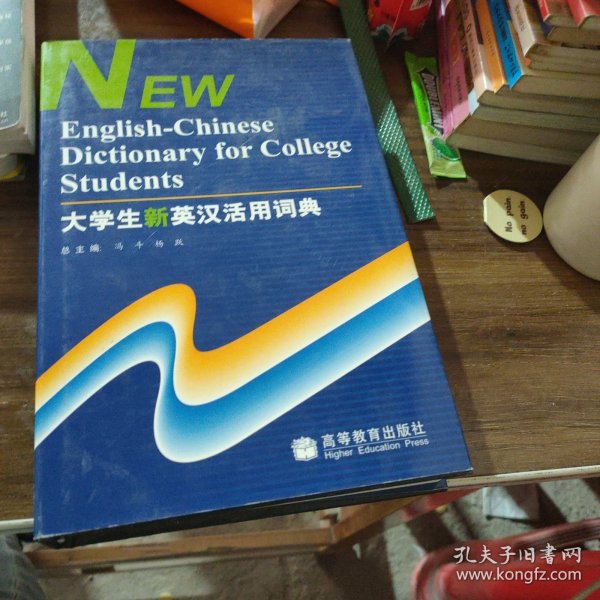 NEW
English-Chinese
Dictionary for College
Students
大学生新英汉活用词典
总主编 冯斗 杨跃
高等教育出版社
Higher Education Press
No pain
no gain
孔夫子旧书网
www.kongfz.com